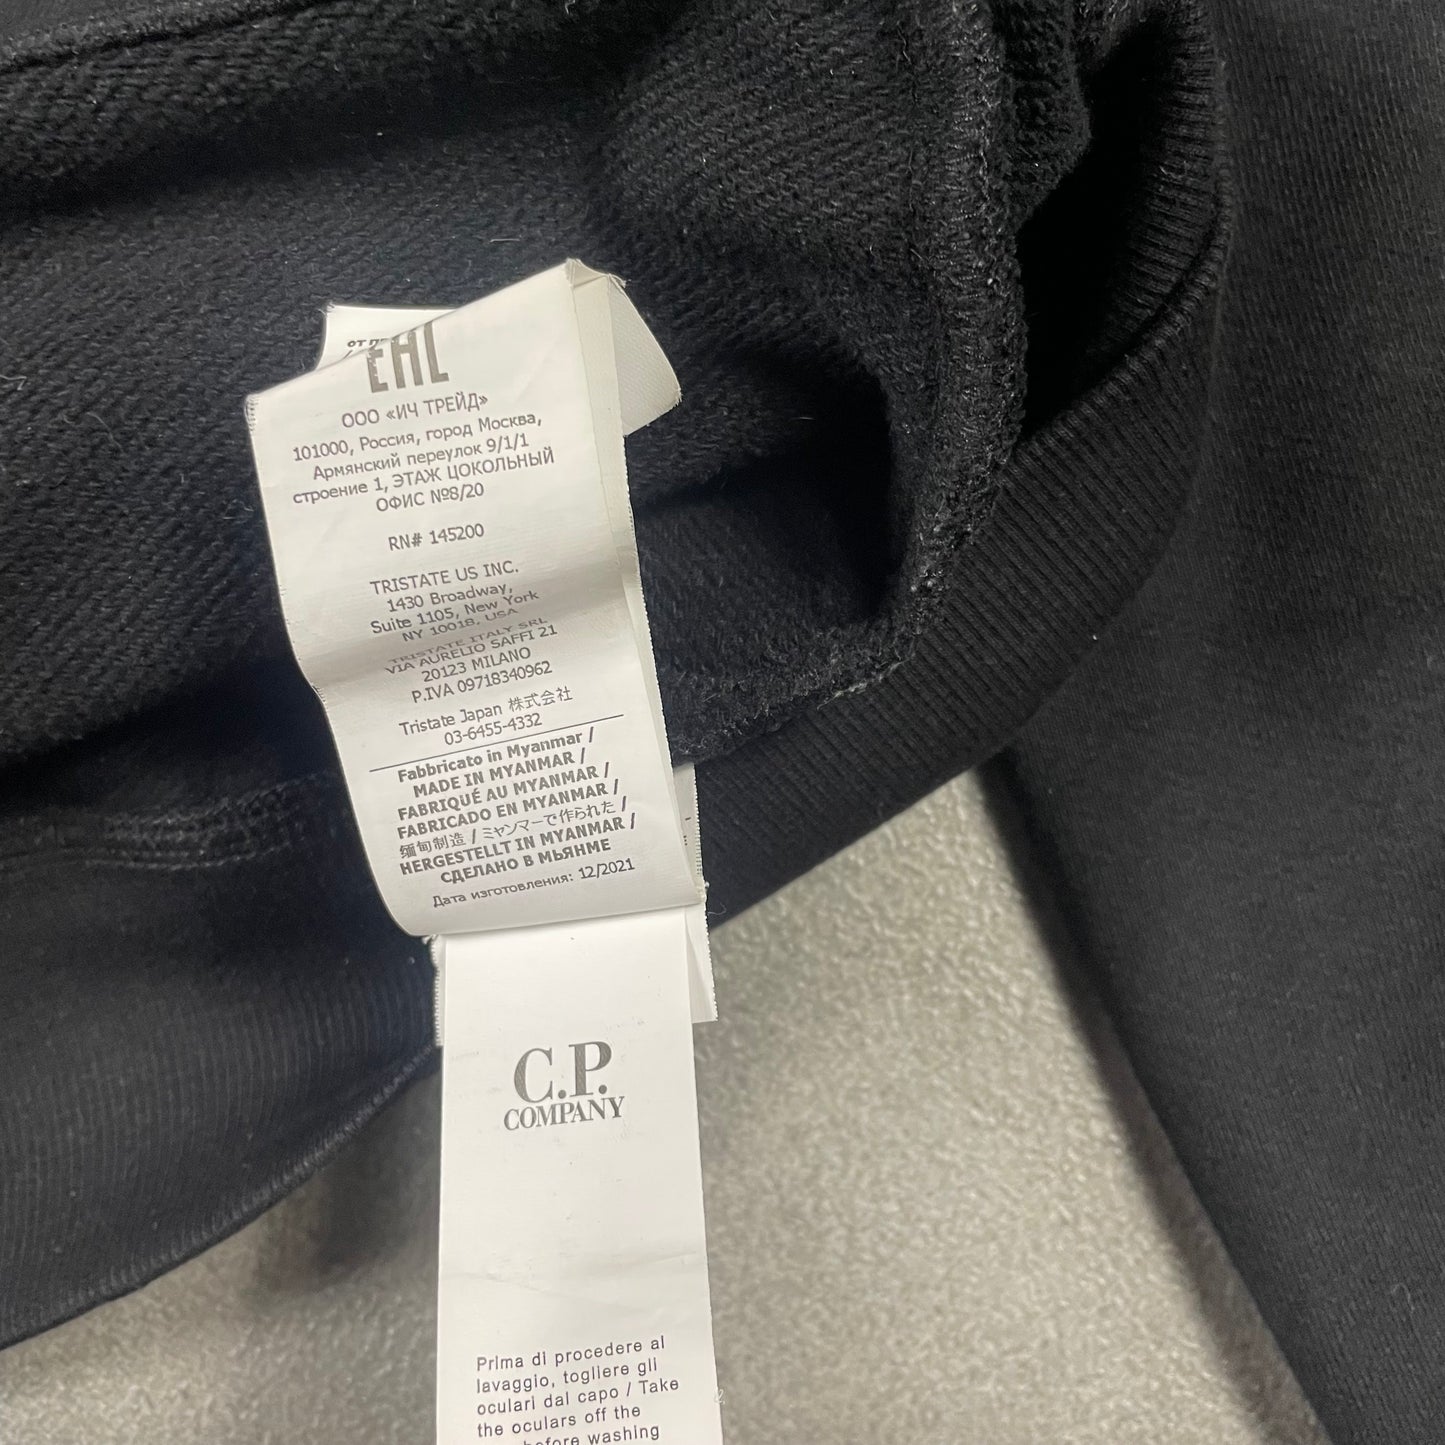 EAC
ООО «ИЧ ТРЕЙД»
101000, Россия, город Москва,
Армянский переулок 9/1/1
строение 1, ЭТАЖ ЦОКОЛЬНЫЙ
ОФИС №8/20
RN# 145200
TRISTATE US INC.
1430 Broadway,
Suite 1105, New York
NY 10018, USA
TRISTATE ITALY SRL
VIA AURELIO SAFFI 21
20123 MILANO
P.IVA 09718340962
Tristate Japan 株式会社
03-6455-4332
Fabbricato in Myanmar /
MADE IN MYANMAR /
FABRIQUÉ AU MYANMAR /
FABRICADO EN MYANMAR /
缅甸制造 / ミャンマーで作られた /
HERGESTELLT IN MYANMAR /
СДЕЛАНО В МЬЯНМЕ
Дата изготовления: 12/2021
C.P.
COMPANY
Prima di procedere al
lavaggio, togliere gli
oculari dal capo / Take
the oculars off the
before washing